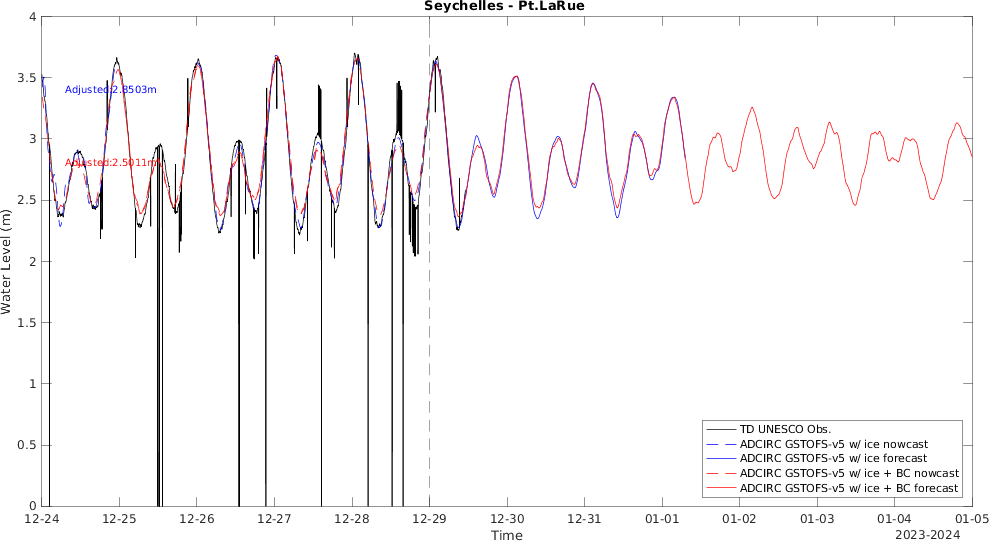 Seychelles - Pt.LaRue
4
3.5
3
2.5
2
1.5
1
0.5
0
Water Level (m)
Adjusted:2.8503m
Adjusted:2.5011m
TD UNESCO Obs.
ADCIRC GSTOFS-v5 w/ ice nowcast
ADCIRC GSTOFS-v5 w/ ice forecast
ADCIRC GSTOFS-v5 w/ ice + BC nowcast
ADCIRC GSTOFS-v5 w/ ice + BC forecast
12-24 12-25 12-26 12-27 12-28 12-29 12-30 12-31 01-01 01-02 01-03 01-04 01-05
Time
2023-2024